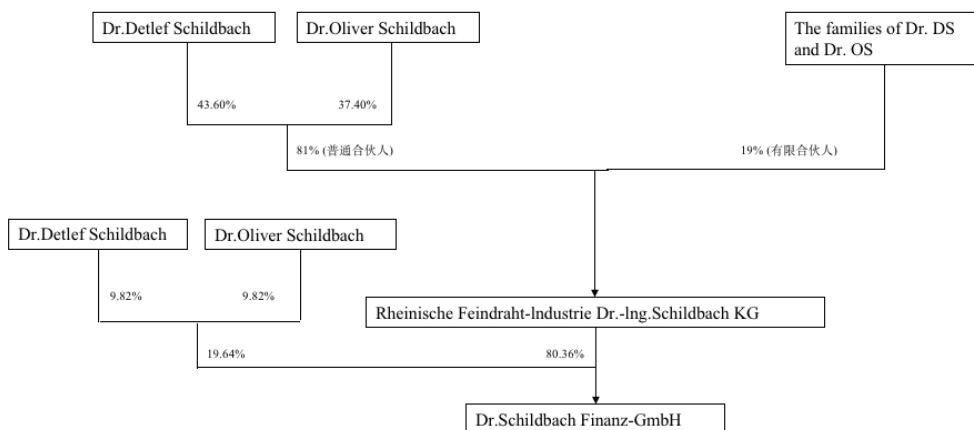 Dr.Detlef Schildbach
Dr.Oliver Schildbach
The families of Dr. DS
and Dr. OS
43.60%
37.40%
81% (普通合伙人)
19% (有限合伙人)
Dr.Detlef Schildbach
Dr.Oliver Schildbach
9.82%
9.82%
Rheinische Feindraht-lndustrie Dr.-lng.Schildbach KG
19.64%
80.36%
Dr.Schildbach Finanz-GmbH